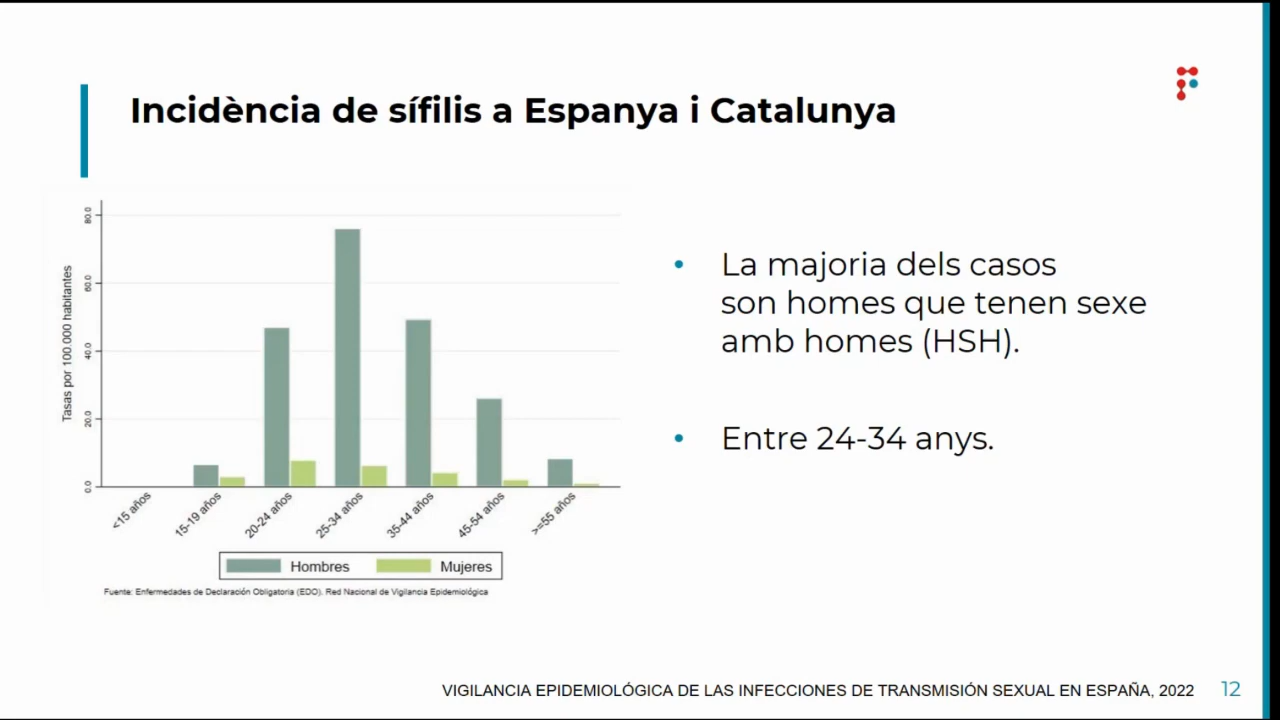 Incidència de sífilis a Espanya i Catalunya
80.0
60.0
40.0
20.0
0.0
Tasas por 100.000 habitantes
<15 años
15-19 años
20-24 años
25-34 años
35-44 años
45-54 años
>=55 años
Hombres
Mujeres
Fuente: Enfermedades de Declaración Obligatoria (EDO). Red Nacional de Vigilancia Epidemiológica
La majoria dels casos
son homes que tenen sexe
amb homes (HSH).
Entre 24-34 anys.
VIGILANCIA EPIDEMIOLÓGICA DE LAS INFECCIONES DE TRANSMISIÓN SEXUAL EN ESPAÑA, 2022
12